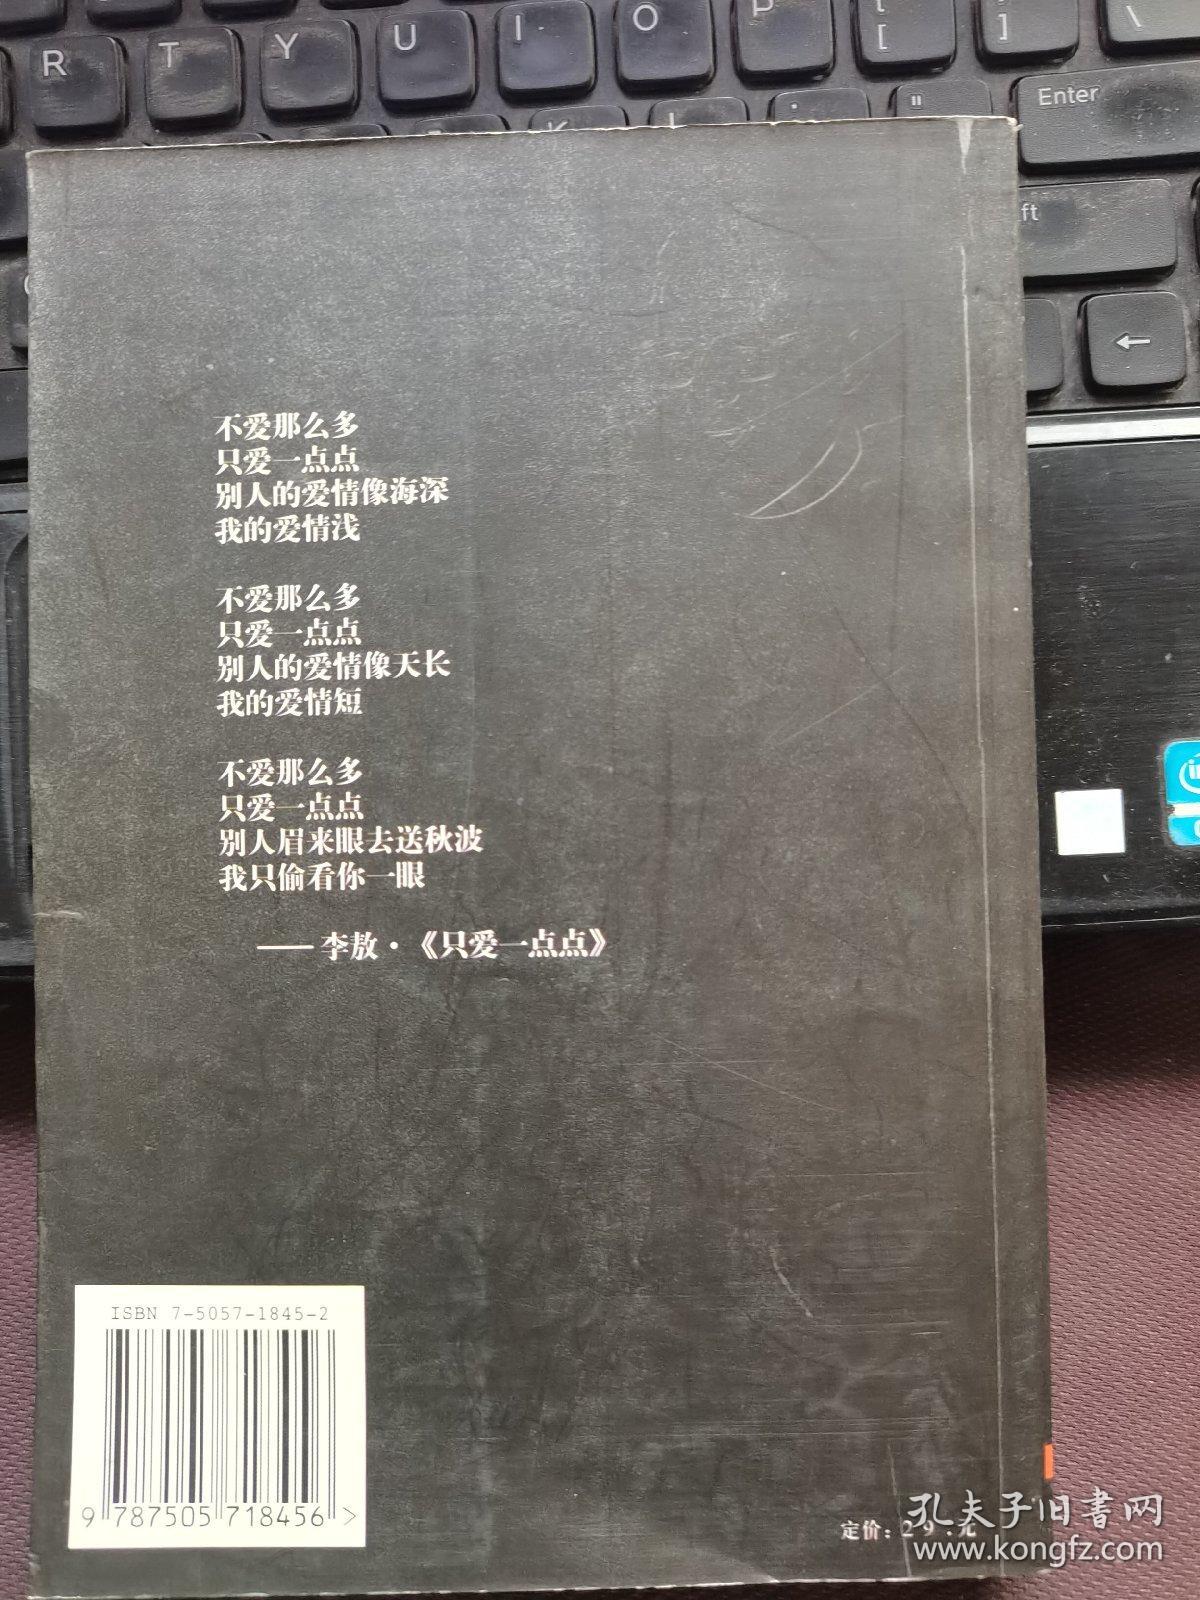 R T Y U I O P [ ] \
K L ; "
Enter
ft
不爱那么多
只爱一点点
别人的爱情像海深
我的爱情浅
不爱那么多
只爱一点点
别人的爱情像天长
我的爱情短
不爱那么多
只爱一点点
别人眉来眼去送秋波
我只偷看你一眼
——李敖·《只爱一点点》
ISBN 7-5057-1845-2
9 787505 718456 >
定价：29.元
孔夫子旧书网
www.kongfz.com